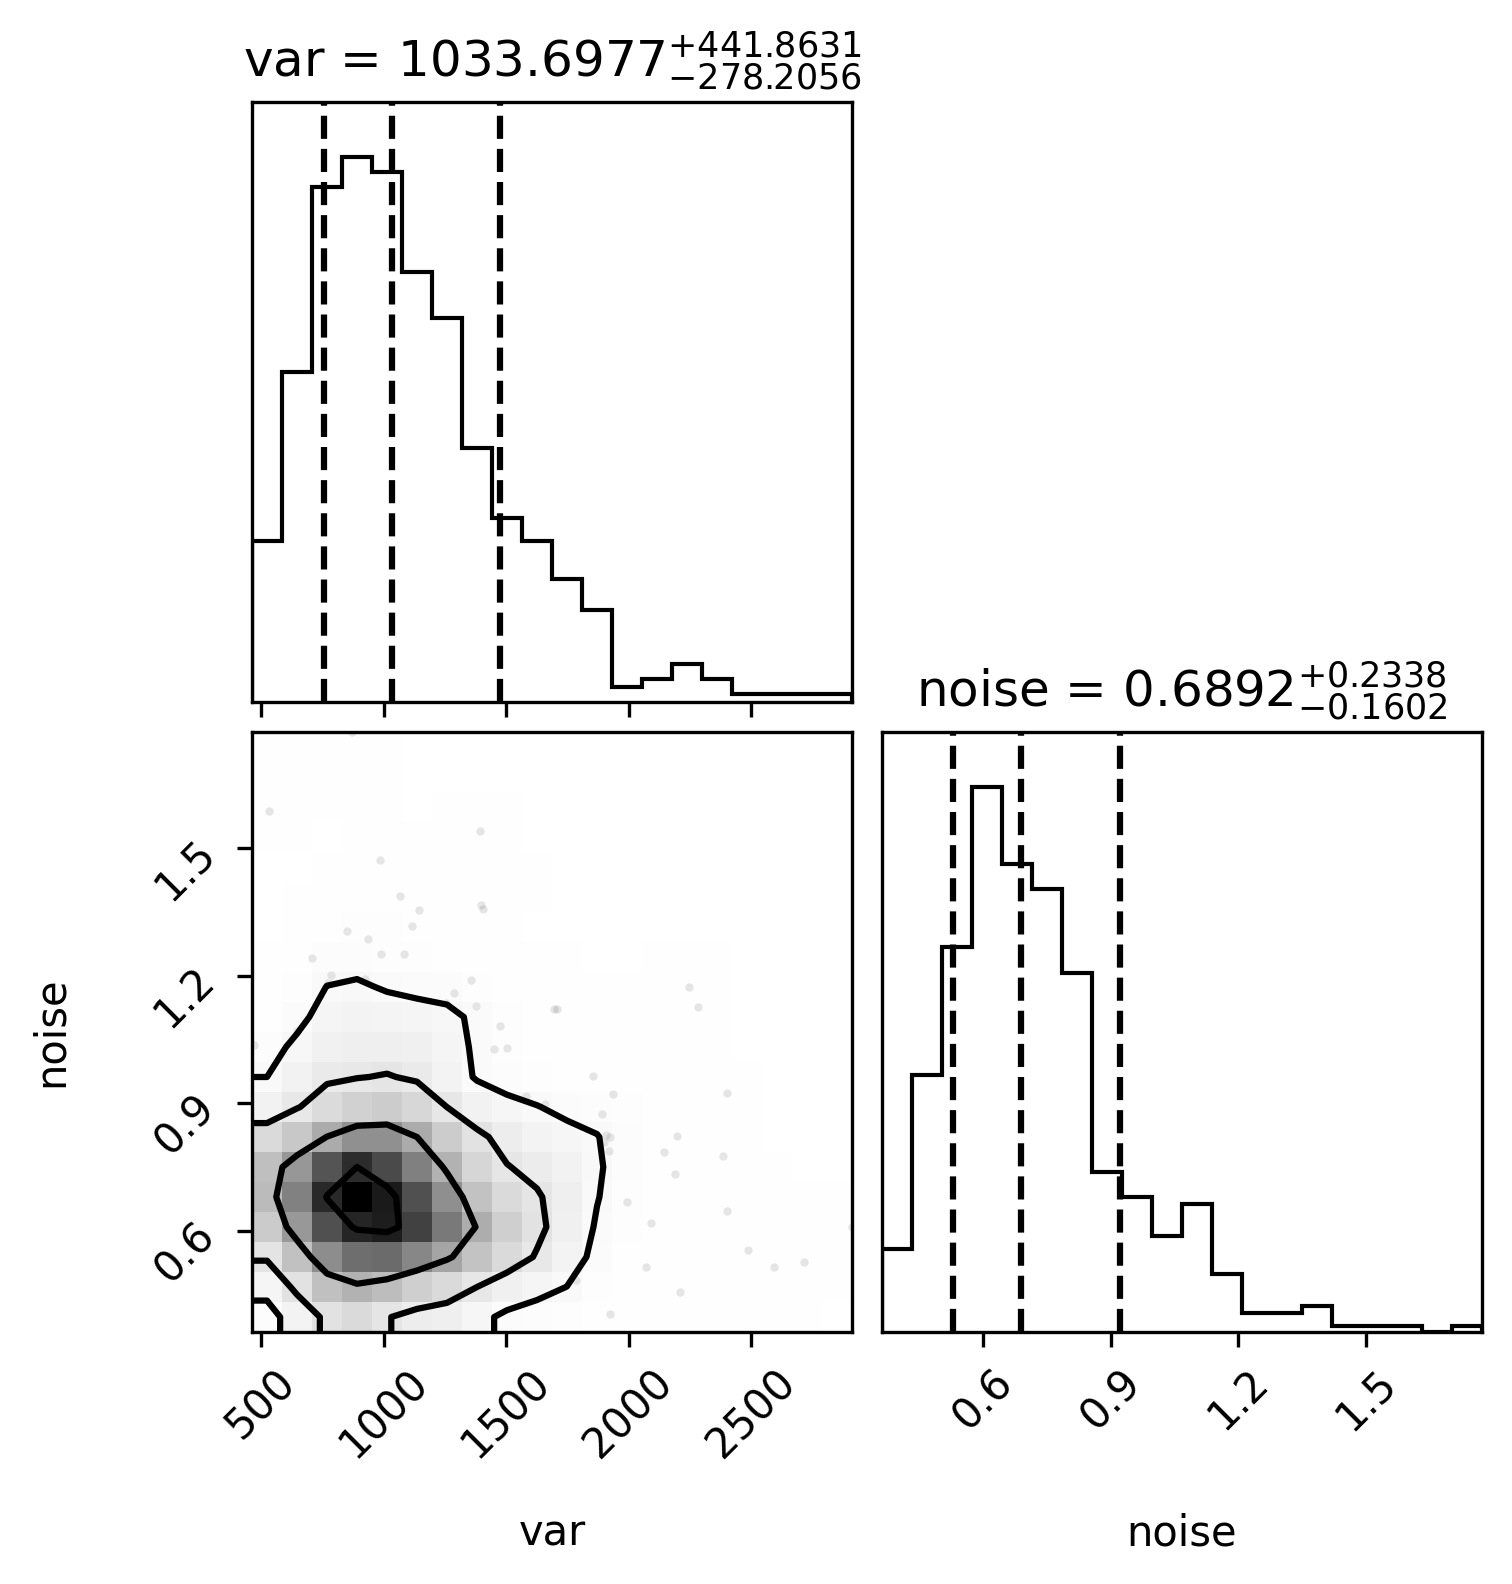 var = 1033.6977+441.8631−278.2056
noise = 0.6892+0.2338−0.1602
noise
1.5
1.2
0.9
0.6
500 1000 1500 2000 2500
0.6 0.9 1.2 1.5
var
noise